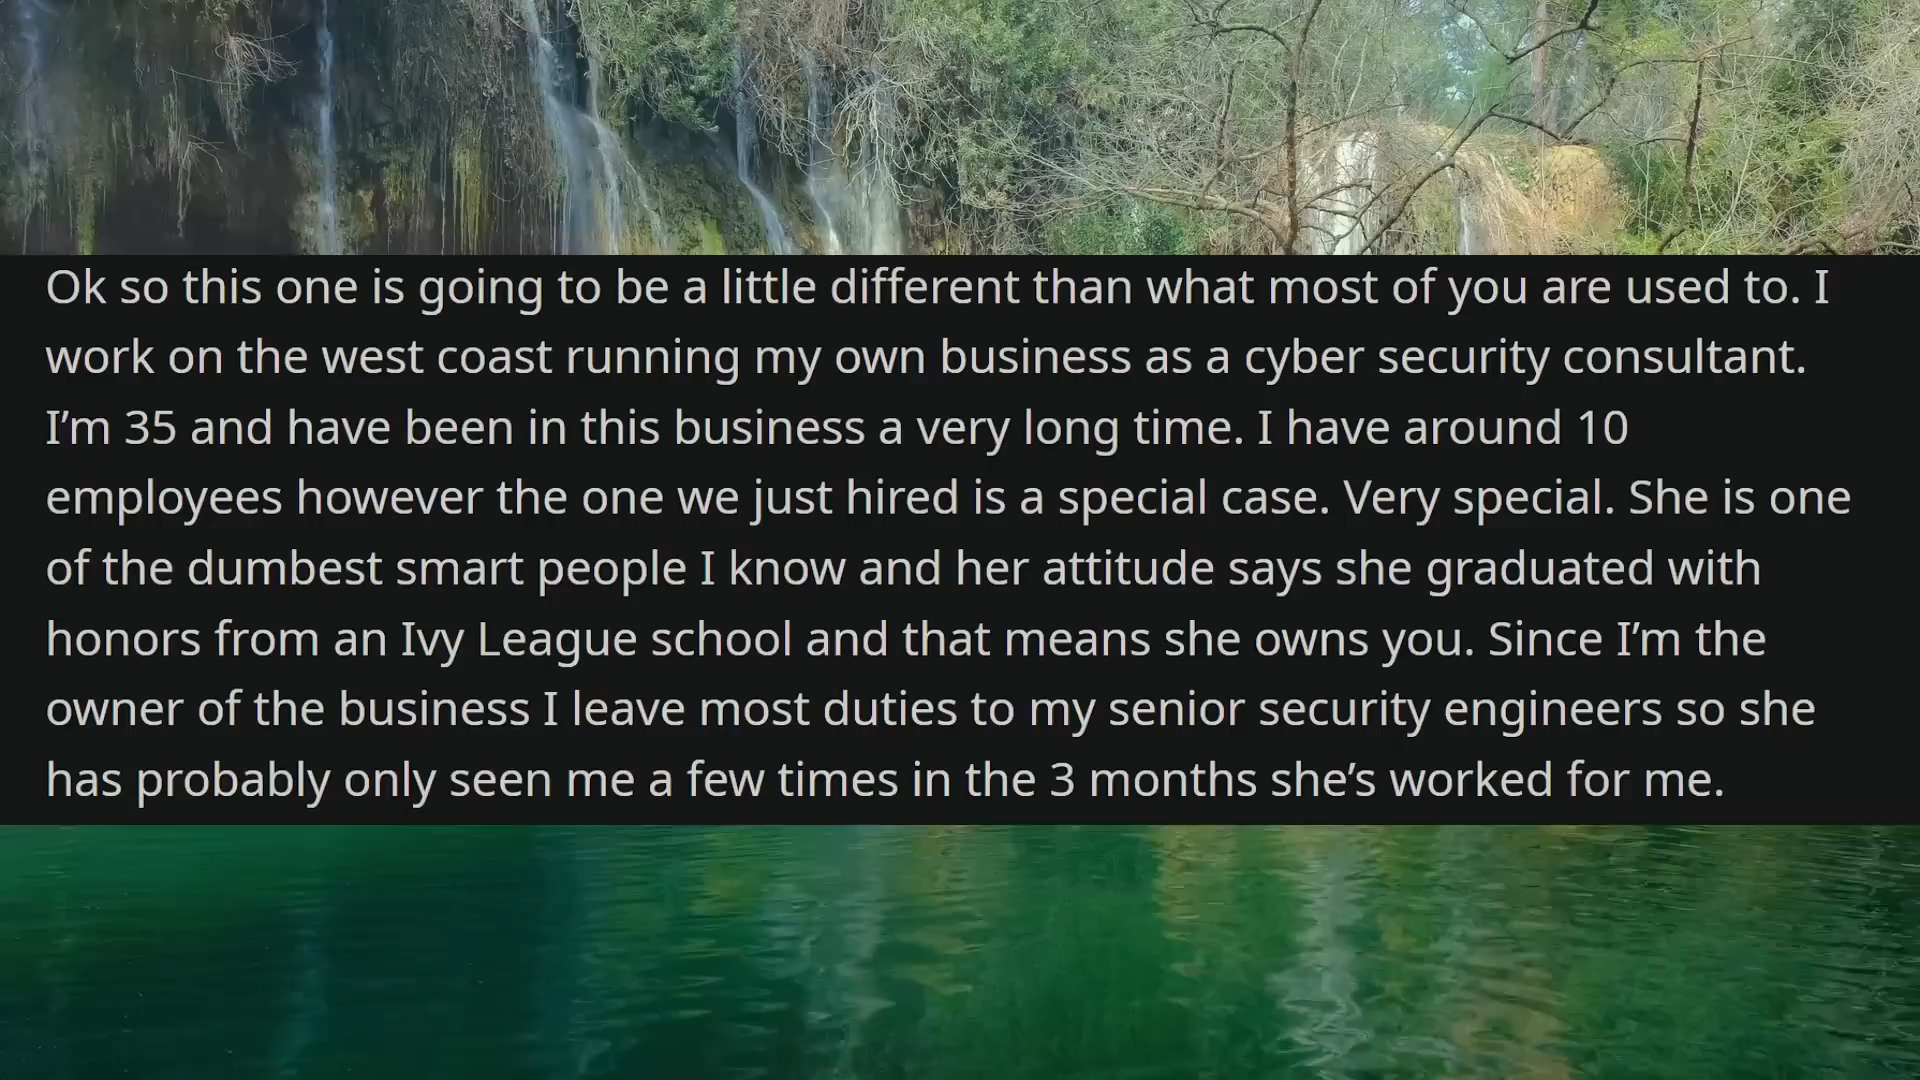 Ok so this one is going to be a little different than what most of you are used to. I
work on the west coast running my own business as a cyber security consultant.
I’m 35 and have been in this business a very long time. I have around 10
employees however the one we just hired is a special case. Very special. She is one
of the dumbest smart people I know and her attitude says she graduated with
honors from an Ivy League school and that means she owns you. Since I’m the
owner of the business I leave most duties to my senior security engineers so she
has probably only seen me a few times in the 3 months she’s worked for me.